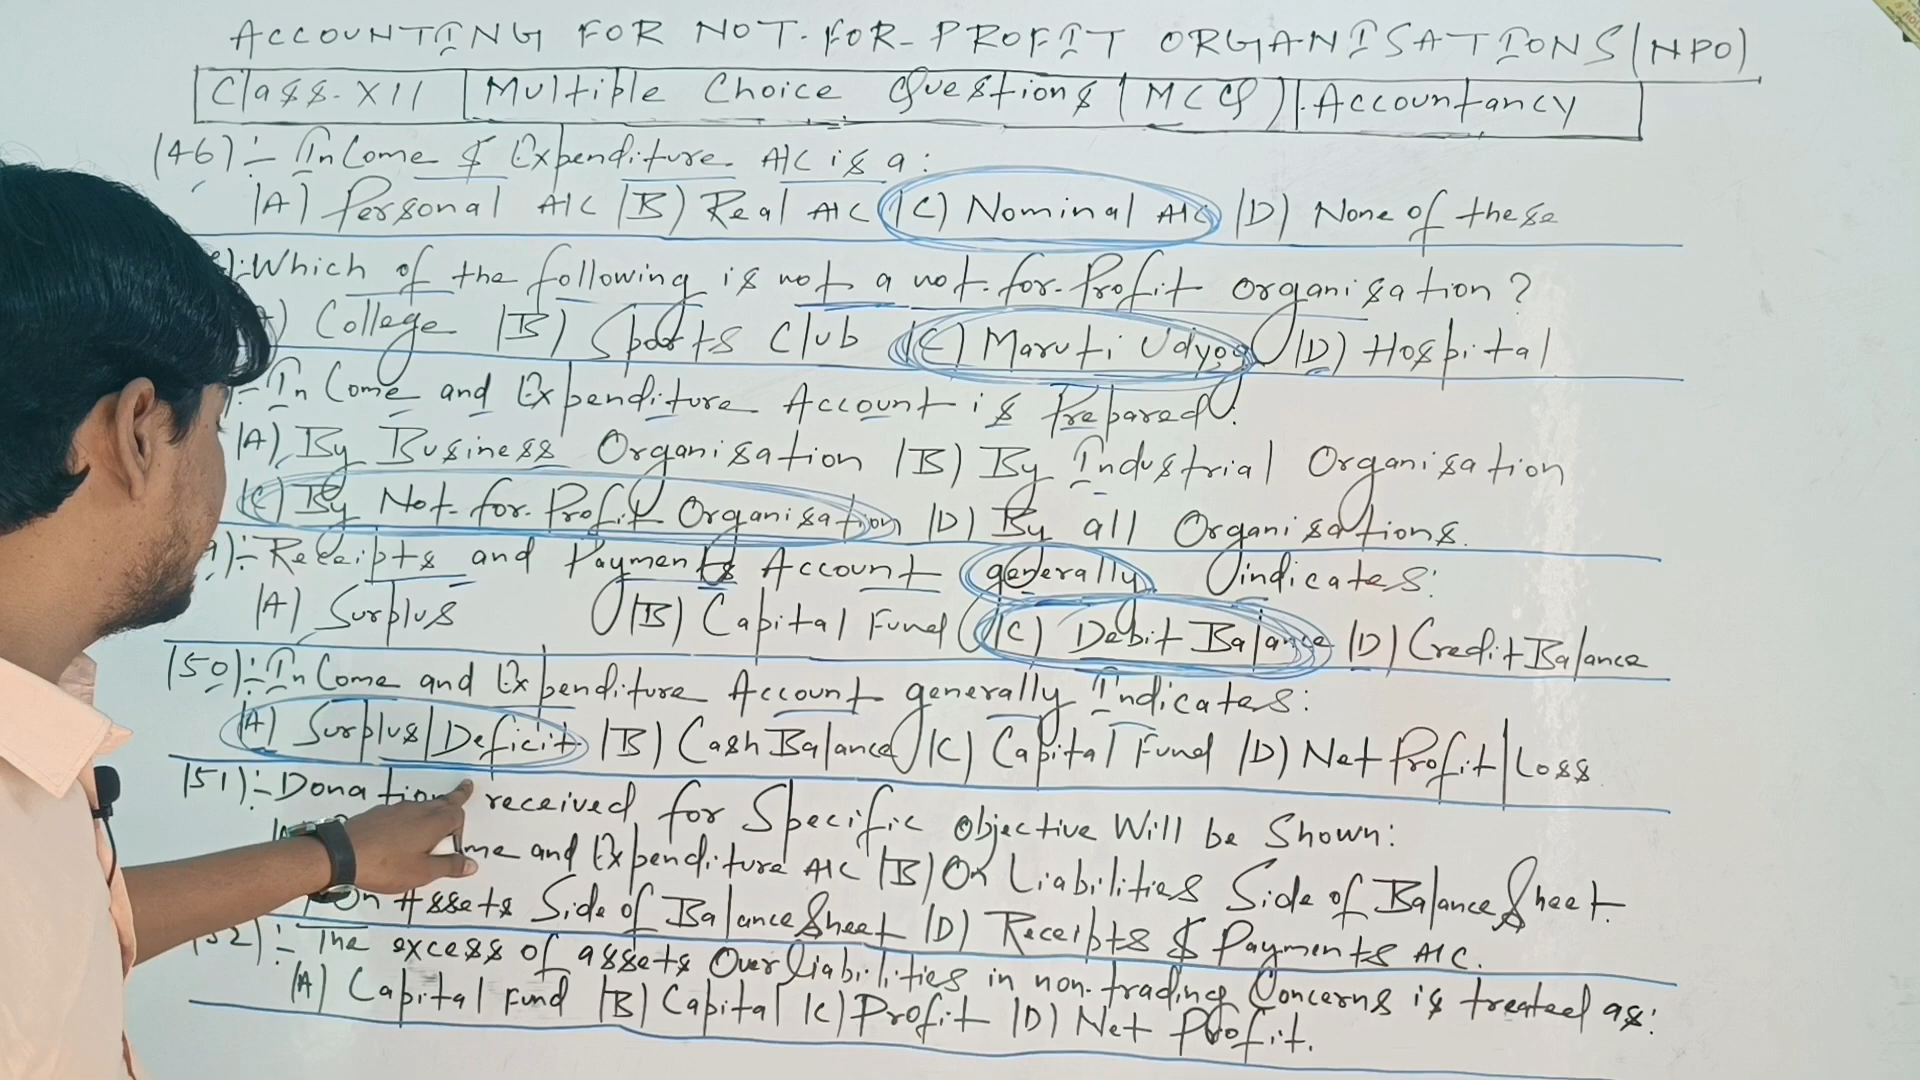 ACCOUNTING FOR NOT-FOR-PROFIT ORGANISATIONS (NPO)
Class-XII | Multiple Choice Questions (MCQ) | Accountancy
(46):- Income & Expenditure A/C is a:
(A) Personal A/C (B) Real A/C (C) Nominal A/C (D) None of these
):- Which of the following is not a not-for-Profit organisation?
) College (B) Sports Club (C) Maruti Udyog (D) Hospital
:- Income and Expenditure Account is Prepared:
(A) By Business Organisation (B) By Industrial Organisation
(C) By Not-for-Profit Organisation (D) By all Organisations.
9):- Receipts and Payments Account generally indicates:
(A) Surplus (B) Capital Fund (C) Debit Balance (D) Credit Balance
(50):- Income and Expenditure Account generally Indicates:
(A) Surplus/Deficit (B) Cash Balance (C) Capital Fund (D) Net Profit/Loss
(51):- Donation received for Specific Objective Will be Shown:
me and Expenditure A/C (B) On Liabilities Side of Balance Sheet.
On Assets Side of Balance Sheet (D) Receipts & Payments A/C.
52):- The excess of assets Over liabilities in non-trading Concerns is treated as:
(A) Capital Fund (B) Capital (C) Profit (D) Net Profit.